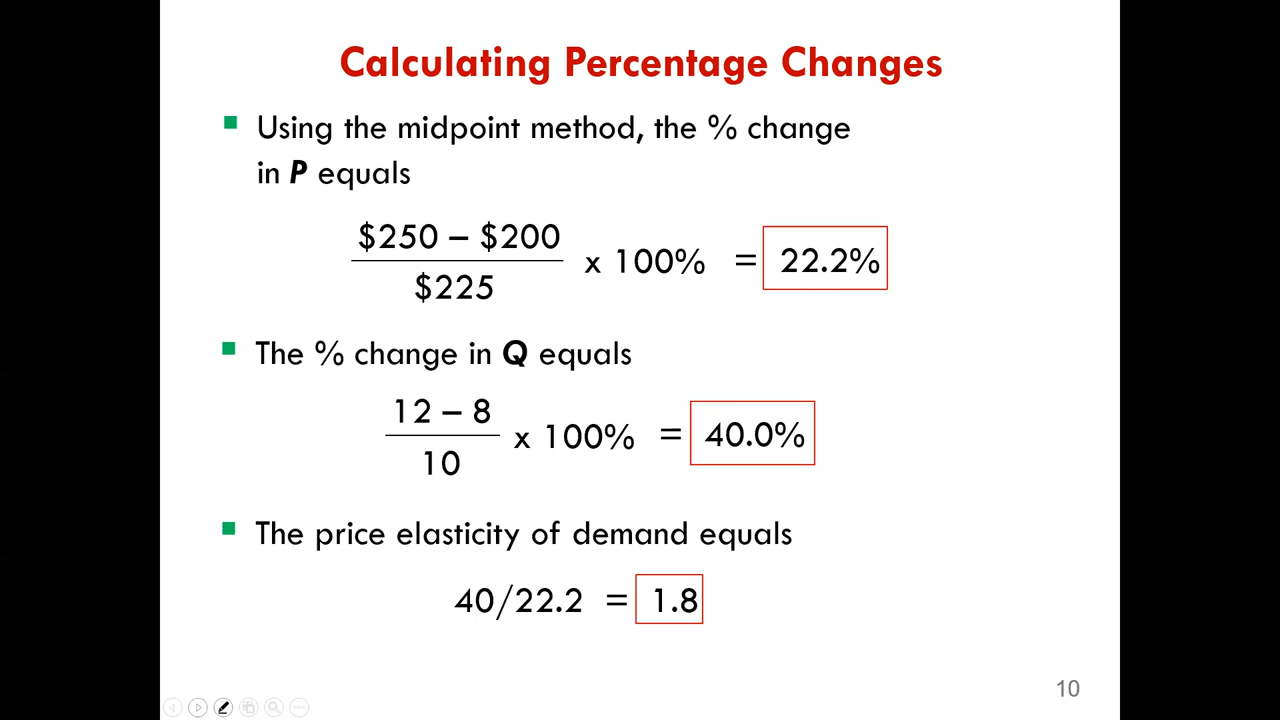 Calculating Percentage Changes
Using the midpoint method, the % change
in P equals
$250 – $200
$225
x 100% = 22.2%
The % change in Q equals
12 – 8
10
x 100% = 40.0%
The price elasticity of demand equals
40/22.2 = 1.8
10